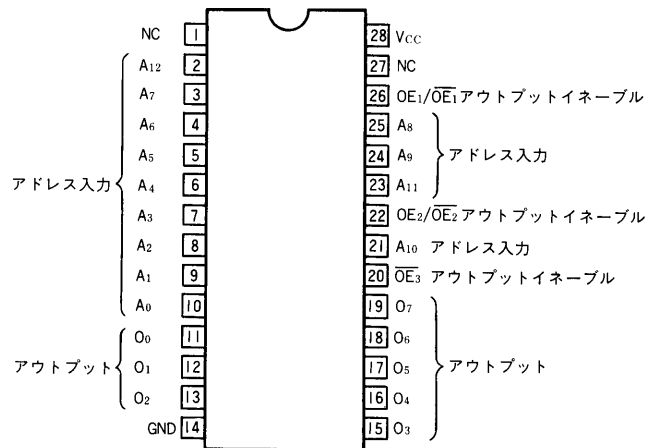 NC 1 28 VCC
A12 2 27 NC
A7 3 26 OE1/OE1 アウトプットイネーブル
A6 4 25 A8
A5 5 24 A9 アドレス入力
アドレス入力 A4 6 23 A11
A3 7 22 OE2/OE2 アウトプットイネーブル
A2 8 21 A10 アドレス入力
A1 9 20 OE3 アウトプットイネーブル
A0 10 19 O7
O0 11 18 O6
アウトプット O1 12 17 O5 アウトプット
O2 13 16 O4
GND 14 15 O3